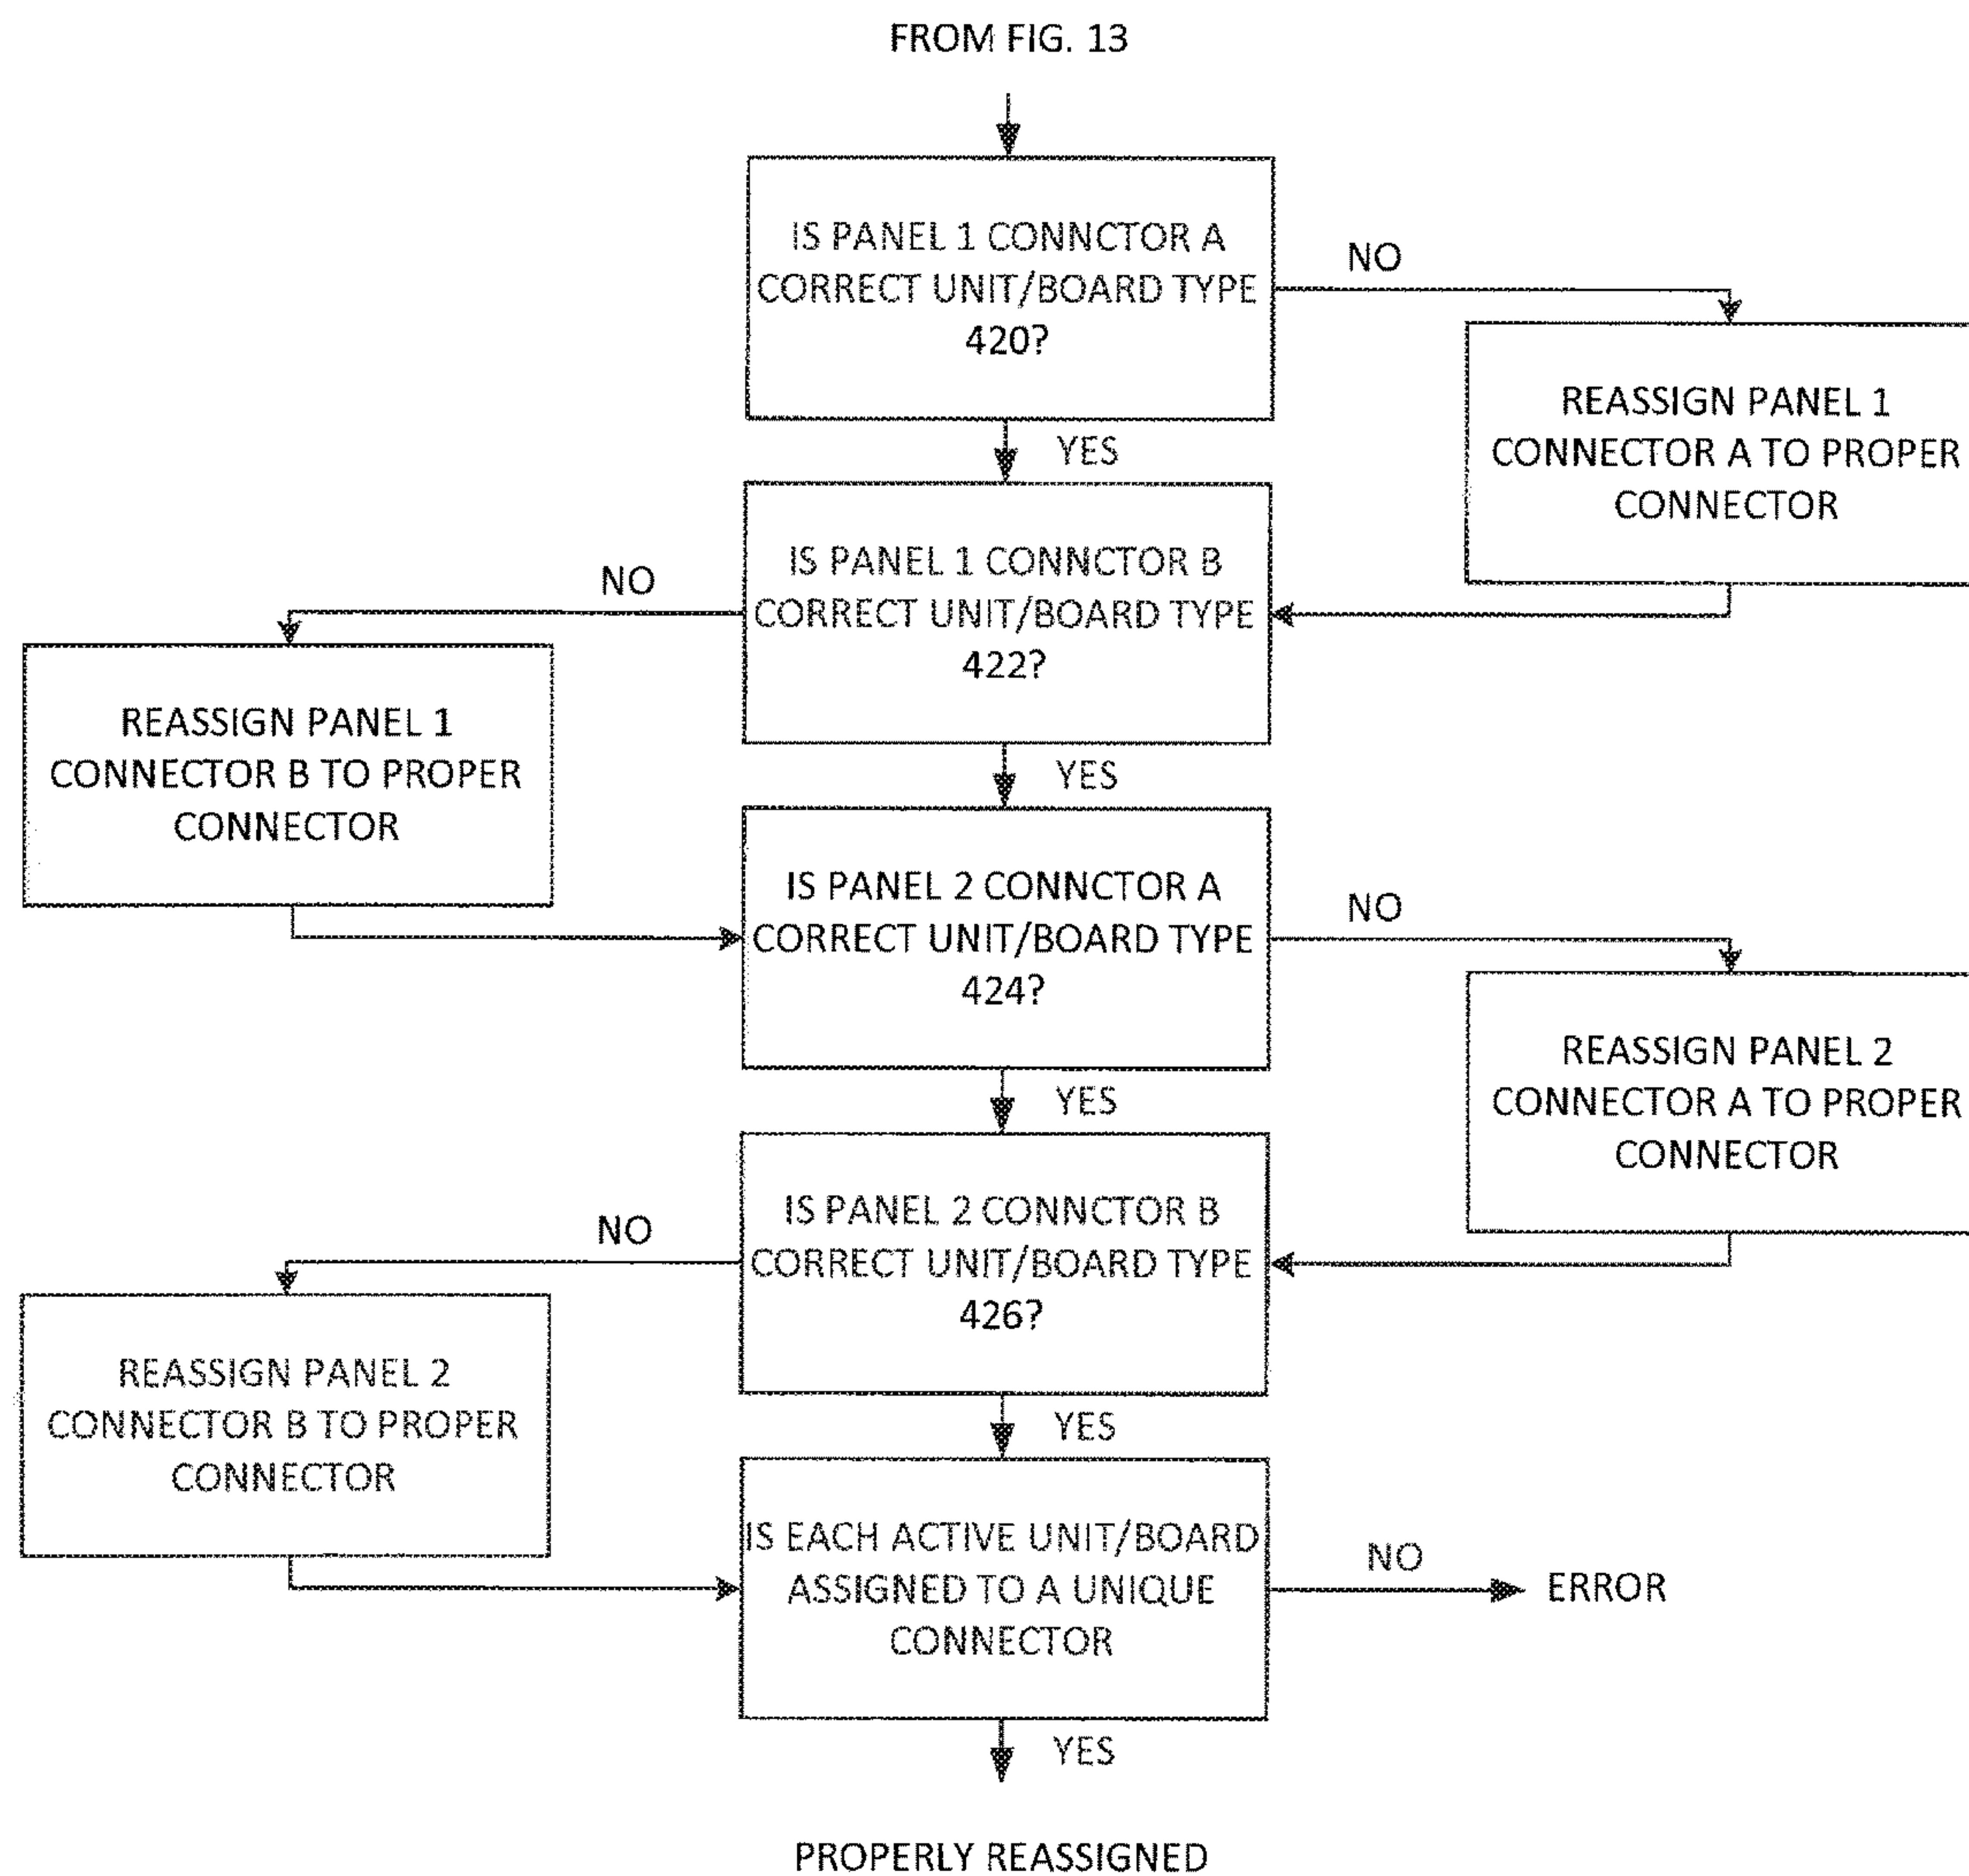 FROM FIG. 13
IS PANEL 1 CONNCTOR A
CORRECT UNIT/BOARD TYPE
420?
NO
REASSIGN PANEL 1
CONNECTOR A TO PROPER
CONNECTOR
YES
IS PANEL 1 CONNCTOR B
CORRECT UNIT/BOARD TYPE
422?
NO
REASSIGN PANEL 1
CONNECTOR B TO PROPER
CONNECTOR
YES
IS PANEL 2 CONNCTOR A
CORRECT UNIT/BOARD TYPE
424?
NO
REASSIGN PANEL 2
CONNECTOR A TO PROPER
CONNECTOR
YES
IS PANEL 2 CONNCTOR B
CORRECT UNIT/BOARD TYPE
426?
NO
REASSIGN PANEL 2
CONNECTOR B TO PROPER
CONNECTOR
YES
IS EACH ACTIVE UNIT/BOARD
ASSIGNED TO A UNIQUE
CONNECTOR
NO
ERROR
YES
PROPERLY REASSIGNED